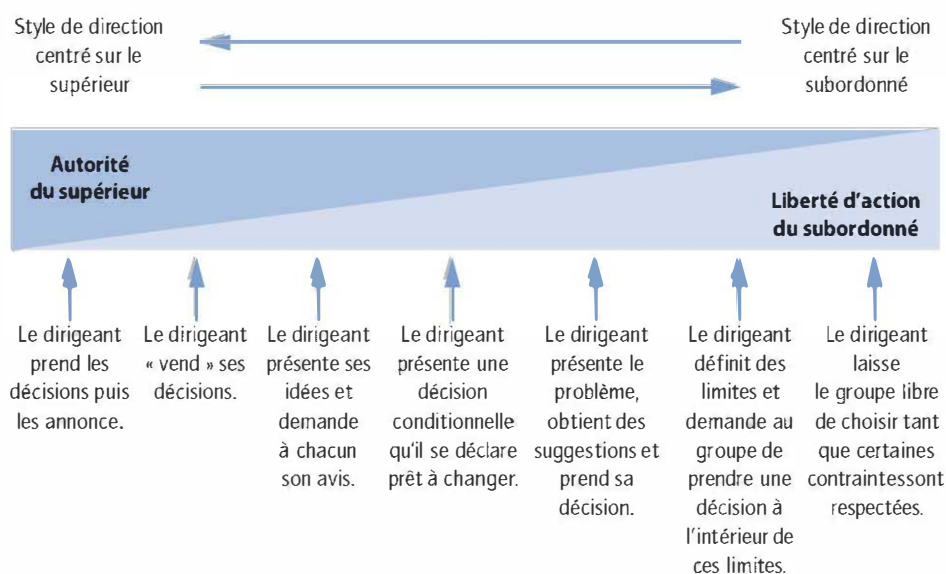 Style de direction
centré sur le
supérieur
Style de direction
centré sur le
subordonné
Autorité
du supérieur
Liberté d'action
du subordonné
Le dirigeant
prend les
décisions puis
les annonce.
Le dirigeant
« vend » ses
décisions.
Le dirigeant
présente ses
idées et
demande
à chacun
son avis.
Le dirigeant
présente une
décision
conditionnelle
qu'il se déclare
prêt à changer.
Le dirigeant
présente le
problème,
obtient des
suggestions et
prend sa
décision.
Le dirigeant
définit des
limites et
demande au
groupe de
prendre une
décision à
l'intérieur de
ces limites.
Le dirigeant
laisse
le groupe libre
de choisir tant
que certaines
contraintessont
respectées.